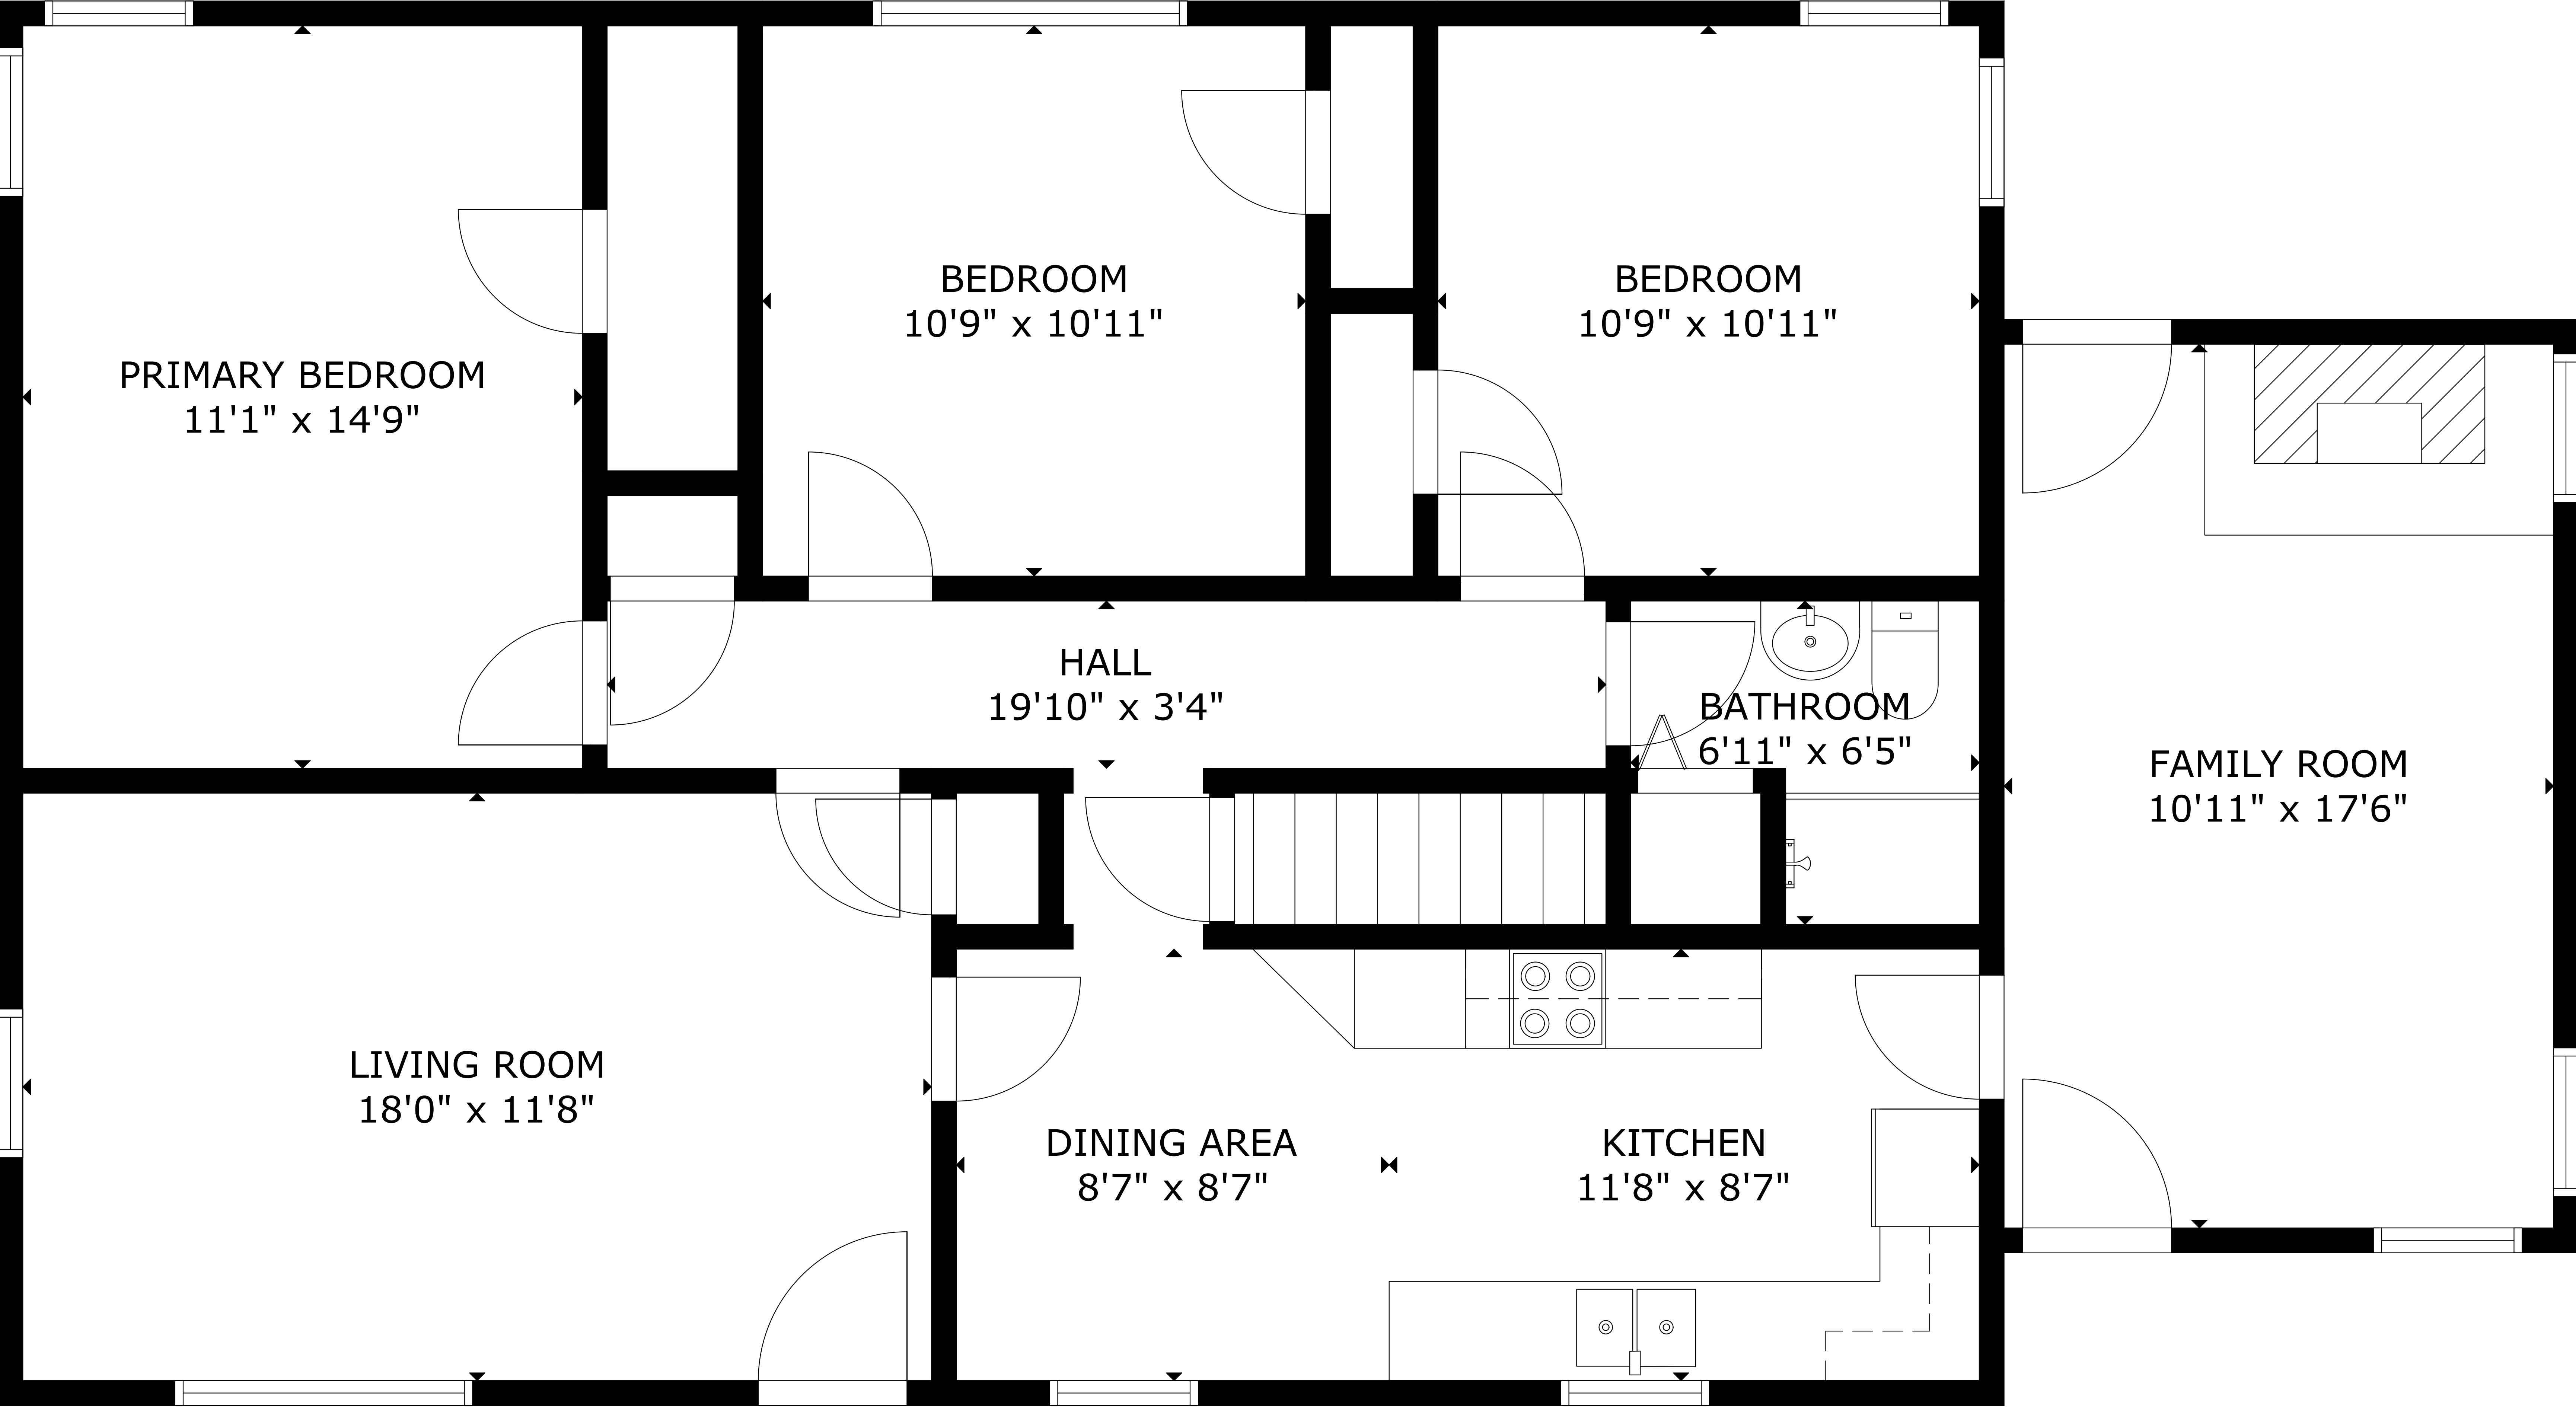 BEDROOM
10'9" x 10'11"
BEDROOM
10'9" x 10'11"
PRIMARY BEDROOM
11'1" x 14'9"
HALL
19'10" x 3'4"
BATHROOM
6'11" x 6'5"
FAMILY ROOM
10'11" x 17'6"
LIVING ROOM
18'0" x 11'8"
DINING AREA
8'7" x 8'7"
KITCHEN
11'8" x 8'7"